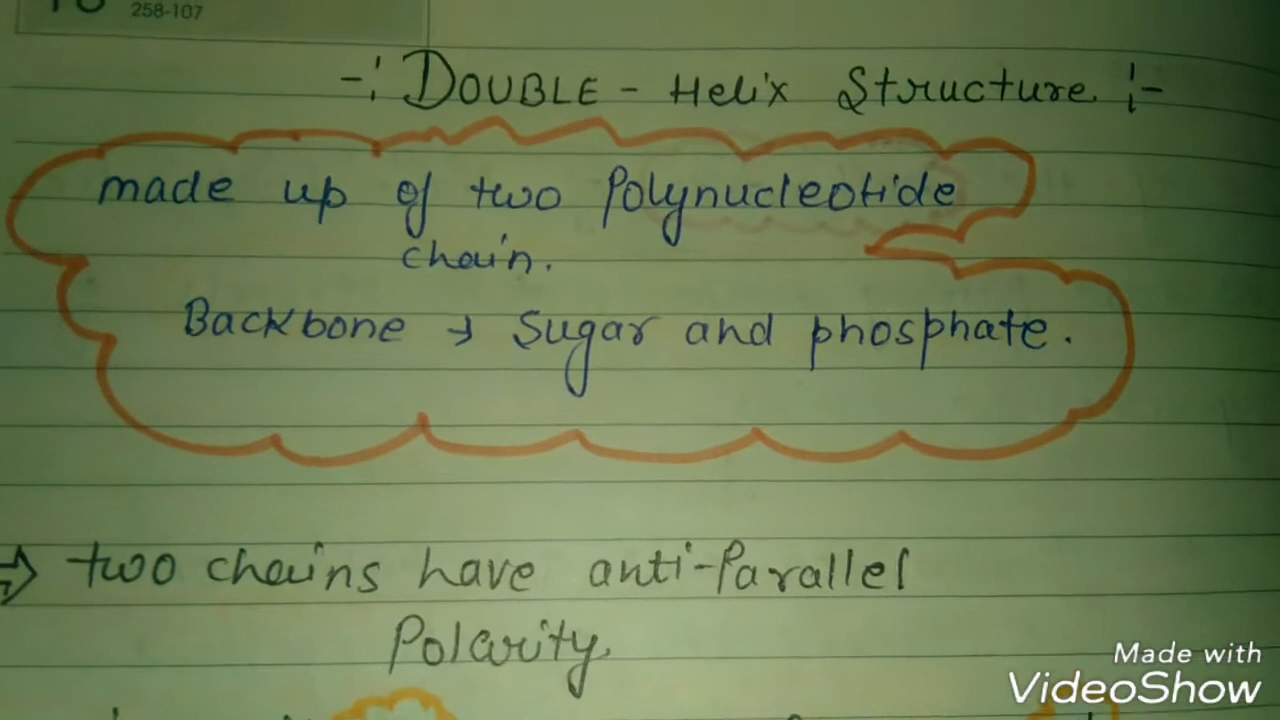 258-107
-:' DOUBLE - Helix Structure :-
made up of two Polynucleotide
chain.
Backbone → Sugar and phosphate.
⇒ two chains have anti-Parallel
Polarity
Made with
VideoShow